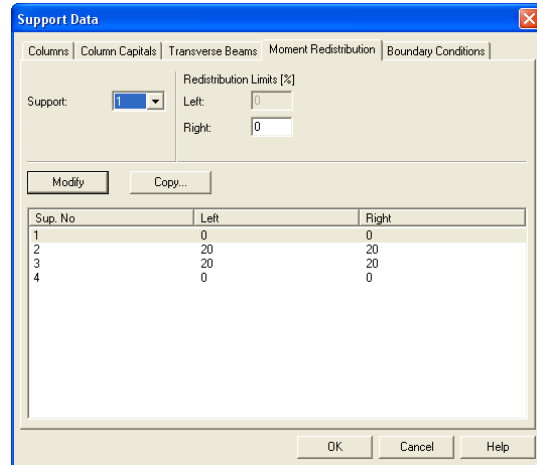 Support Data
Columns Column Capitals Transverse Beams Moment Redistribution Boundary Conditions
Redistribution Limits [%]
Support: 1 Left: 0
Right: 0
Modify Copy...
Sup. No Left Right
1 0 0
2 20 20
3 20 20
4 0 0
OK Cancel Help